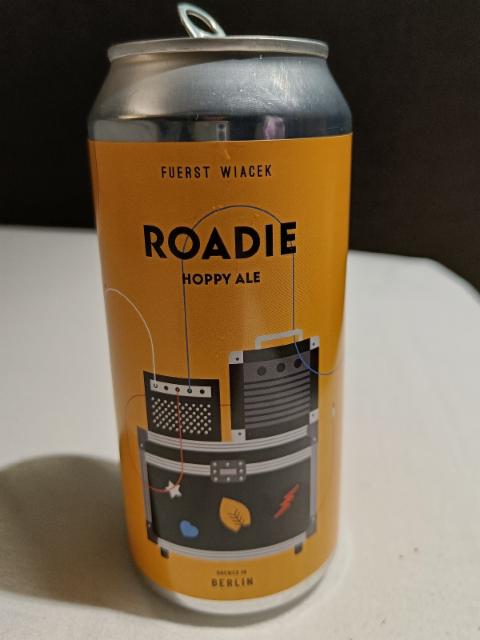 FUERST WIACEK
ROADIE
HOPPY ALE
BREWED IN
BERLIN